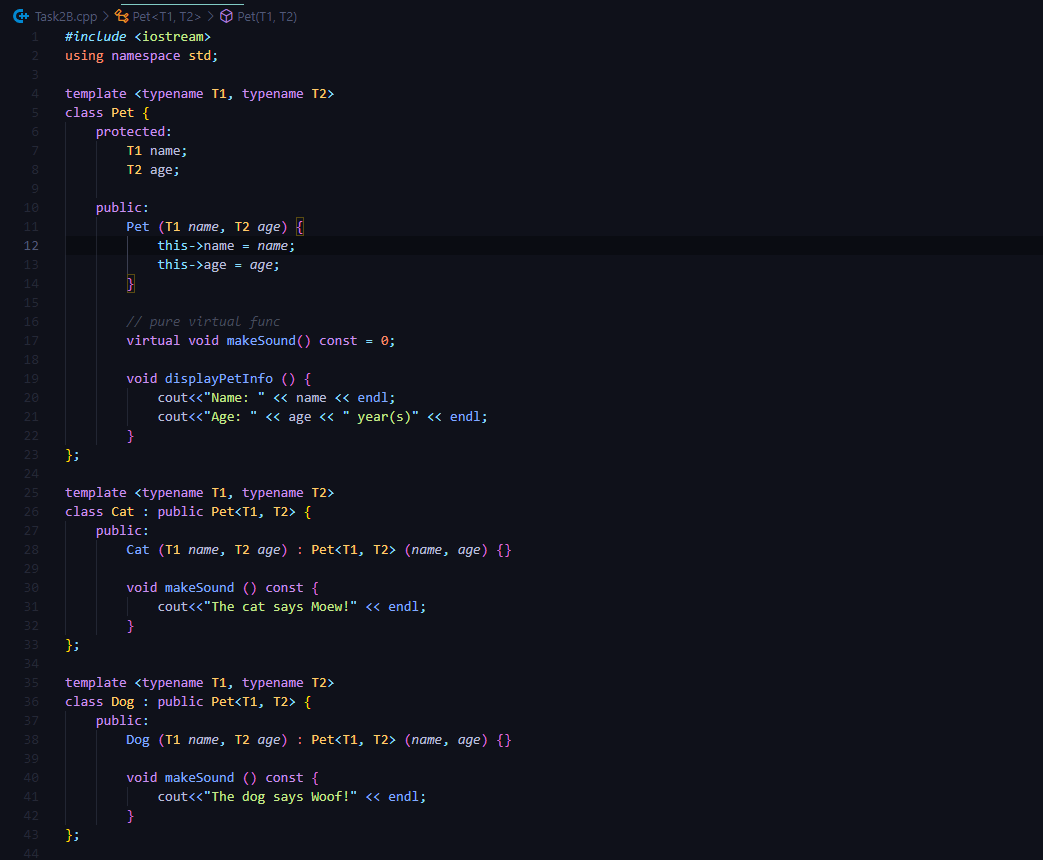 Task2B.cpp > Pet<T1, T2> > Pet(T1, T2)
1 #include <iostream>
2 using namespace std;
3
4 template <typename T1, typename T2>
5 class Pet {
6     protected:
7         T1 name;
8         T2 age;
9
10     public:
11         Pet (T1 name, T2 age) {
12             this->name = name;
13             this->age = age;
14         }
15
16         // pure virtual func
17         virtual void makeSound() const = 0;
18
19         void displayPetInfo () {
20             cout<<"Name: " << name << endl;
21             cout<<"Age: " << age << " year(s)" << endl;
22         }
23 };
24
25 template <typename T1, typename T2>
26 class Cat : public Pet<T1, T2> {
27     public:
28         Cat (T1 name, T2 age) : Pet<T1, T2> (name, age) {}
29
30         void makeSound () const {
31             cout<<"The cat says Moew!" << endl;
32         }
33 };
34
35 template <typename T1, typename T2>
36 class Dog : public Pet<T1, T2> {
37     public:
38         Dog (T1 name, T2 age) : Pet<T1, T2> (name, age) {}
39
40         void makeSound () const {
41             cout<<"The dog says Woof!" << endl;
42         }
43 };
44